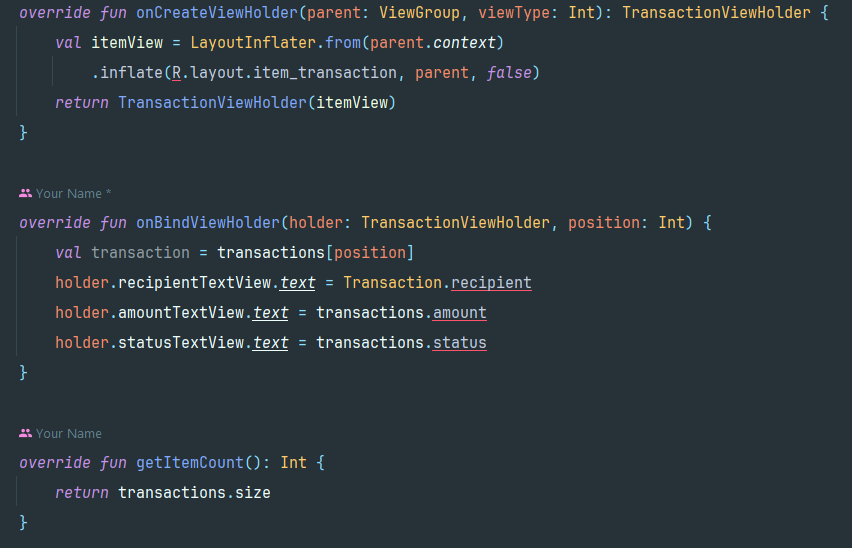 override fun onCreateViewHolder(parent: ViewGroup, viewType: Int): TransactionViewHolder {
    val itemView = LayoutInflater.from(parent.context)
        .inflate(R.layout.item_transaction, parent, false)
    return TransactionViewHolder(itemView)
}
Your Name *
override fun onBindViewHolder(holder: TransactionViewHolder, position: Int) {
    val transaction = transactions[position]
    holder.recipientTextView.text = Transaction.recipient
    holder.amountTextView.text = transactions.amount
    holder.statusTextView.text = transactions.status
}
Your Name
override fun getItemCount(): Int {
    return transactions.size
}